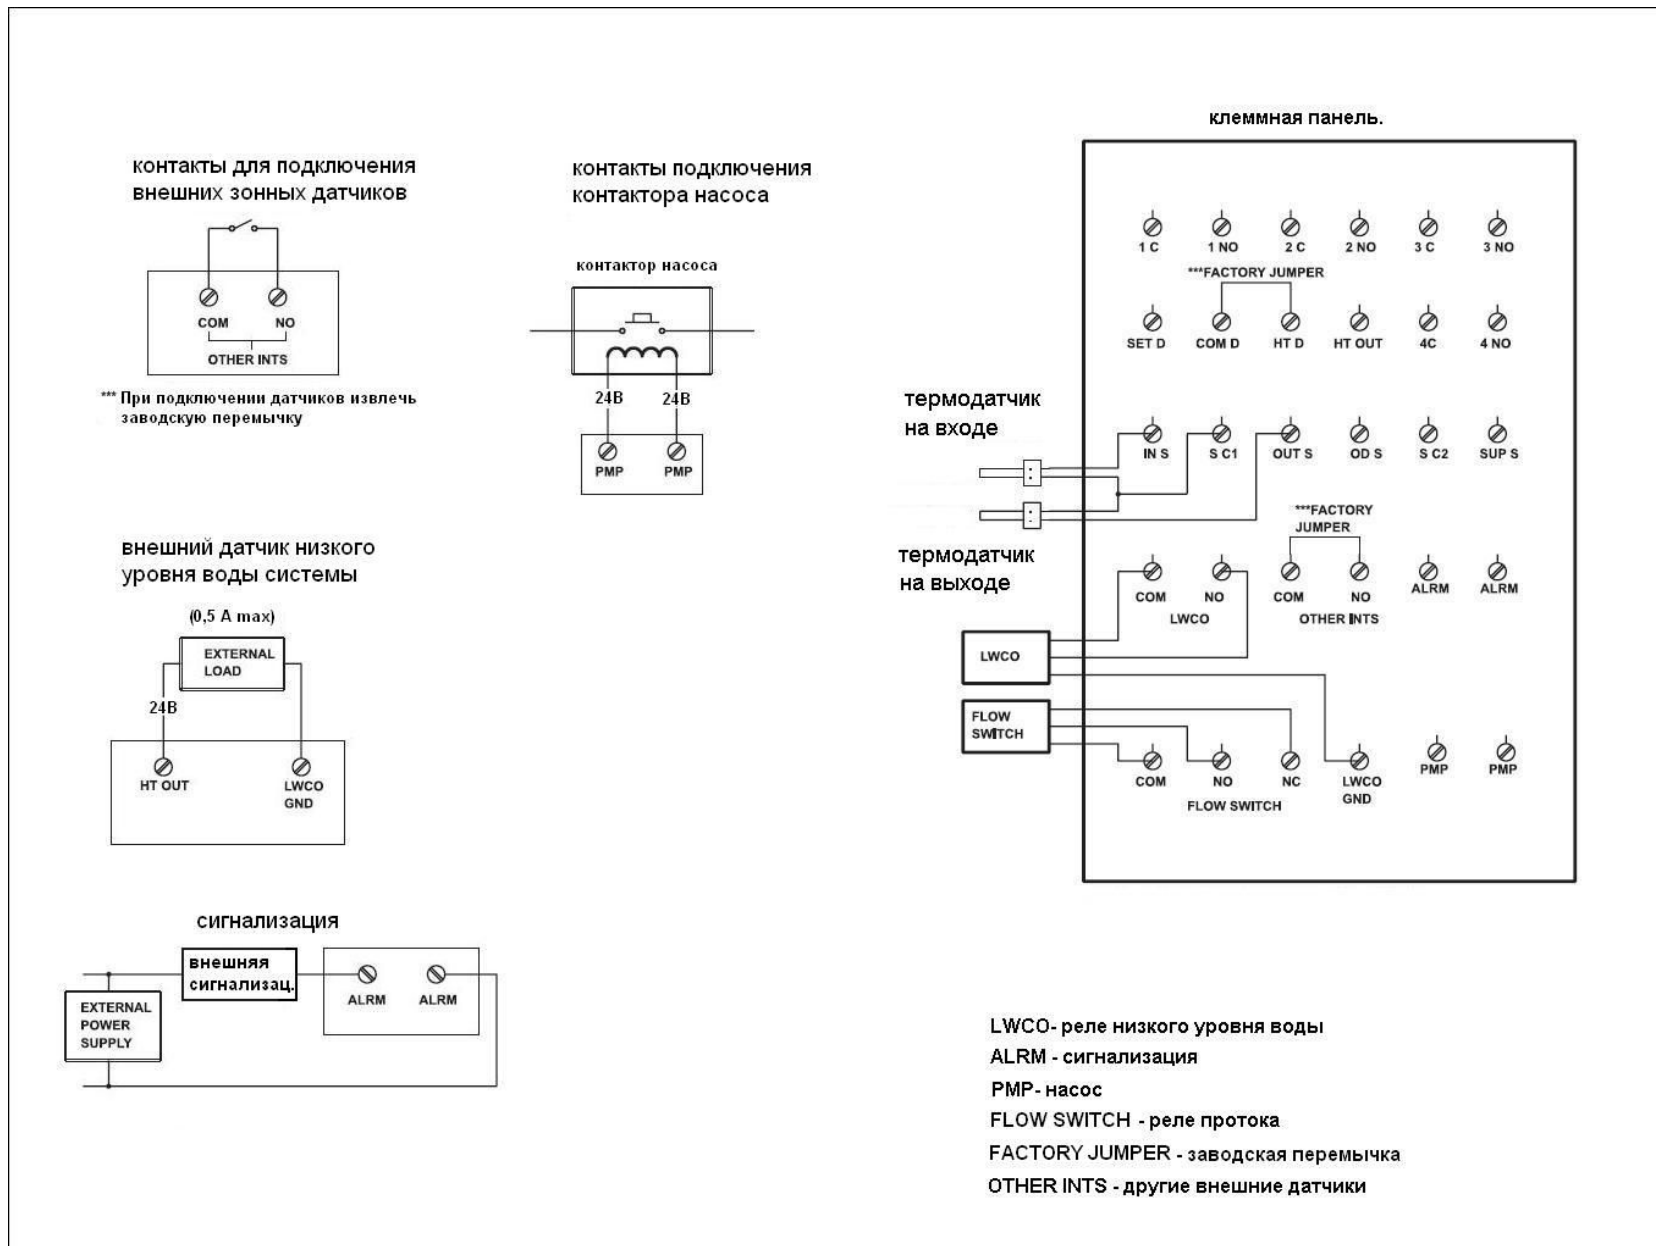 контакты для подключения
внешних зонных датчиков
COM NO
OTHER INTS
*** При подключении датчиков извлечь
заводскую перемычку
контакты подключения
контактора насоса
контактор насоса
24В 24В
PMP PMP
внешний датчик низкого
уровня воды системы
(0,5 A max)
EXTERNAL
LOAD
24В
HT OUT LWCO
GND
сигнализация
внешняя
сигнализац.
EXTERNAL
POWER
SUPPLY
ALRM ALRM
клеммная панель.
1 C 1 NO 2 C 2 NO 3 C 3 NO
***FACTORY JUMPER
SET D COM D HT D HT OUT 4C 4 NO
термодатчик
на входе
IN S S C1 OUT S OD S S C2 SUP S
***FACTORY
JUMPER
термодатчик
на выходе
COM NO COM NO ALRM ALRM
LWCO OTHER INTS
LWCO
FLOW
SWITCH
COM NO NC LWCO PMP PMP
GND
FLOW SWITCH
LWCO- реле низкого уровня воды
ALRM - сигнализация
PMP- насос
FLOW SWITCH - реле протока
FACTORY JUMPER - заводская перемычка
OTHER INTS - другие внешние датчики